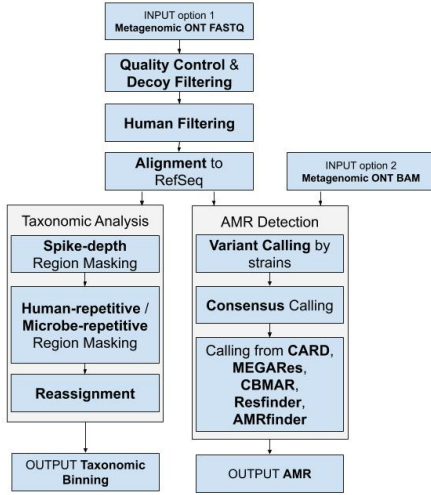 INPUT option 1
Metagenomic ONT FASTQ
Quality Control &
Decoy Filtering
Human Filtering
Alignment to
RefSeq
INPUT option 2
Metagenomic ONT BAM
Taxonomic Analysis
Spike-depth
Region Masking
Human-repetitive /
Microbe-repetitive
Region Masking
Reassignment
OUTPUT Taxonomic
Binning
AMR Detection
Variant Calling by
strains
Consensus Calling
Calling from CARD,
MEGARes,
CBMAR,
Resfinder,
AMRfinder
OUTPUT AMR